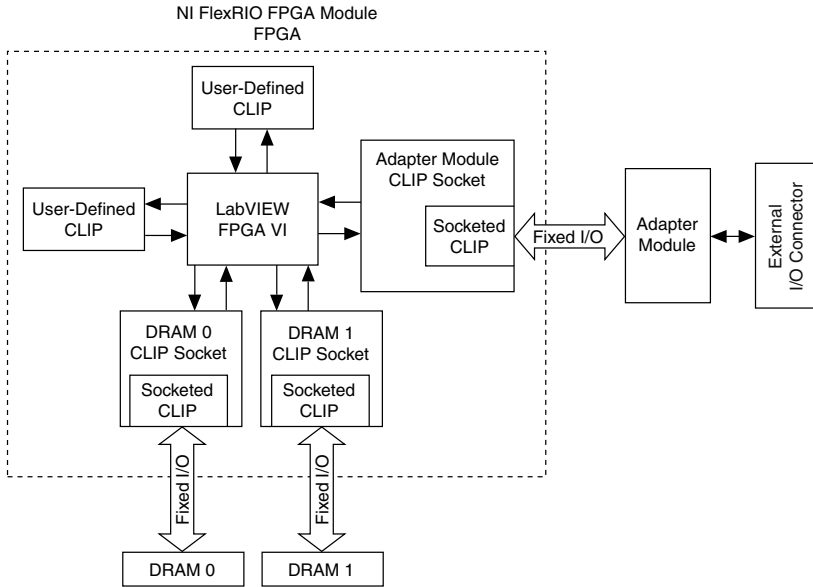 NI FlexRIO FPGA Module
FPGA
User-Defined
CLIP
User-Defined
CLIP
LabVIEW
FPGA VI
Adapter Module
CLIP Socket
Socketed
CLIP
Fixed I/O
Adapter
Module
External
I/O Connector
DRAM 0
CLIP Socket
Socketed
CLIP
DRAM 1
CLIP Socket
Socketed
CLIP
Fixed I/O
Fixed I/O
DRAM 0
DRAM 1